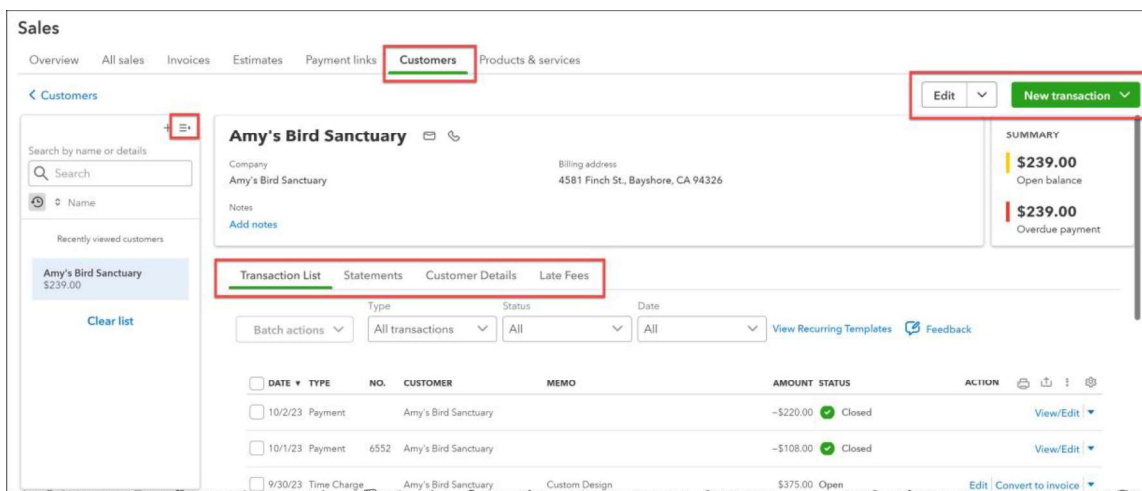 Sales
Overview All sales Invoices Estimates Payment links Customers Products & services
< Customers
Edit New transaction
Search by name or details
Search
Name
Recently viewed customers
Amy's Bird Sanctuary
$239.00
Clear list
Amy's Bird Sanctuary
Company
Amy's Bird Sanctuary
Billing address
4581 Finch St., Bayshore, CA 94326
Notes
Add notes
SUMMARY
$239.00
Open balance
$239.00
Overdue payment
Transaction List Statements Customer Details Late Fees
Type Status Date
Batch actions All transactions All All View Recurring Templates Feedback
DATE TYPE NO. CUSTOMER MEMO AMOUNT STATUS ACTION
10/2/23 Payment Amy's Bird Sanctuary -$220.00 Closed View/Edit
10/1/23 Payment 6552 Amy's Bird Sanctuary -$108.00 Closed View/Edit
9/30/23 Time Charge Amy's Bird Sanctuary Custom Design $375.00 Open Edit Convert to invoice